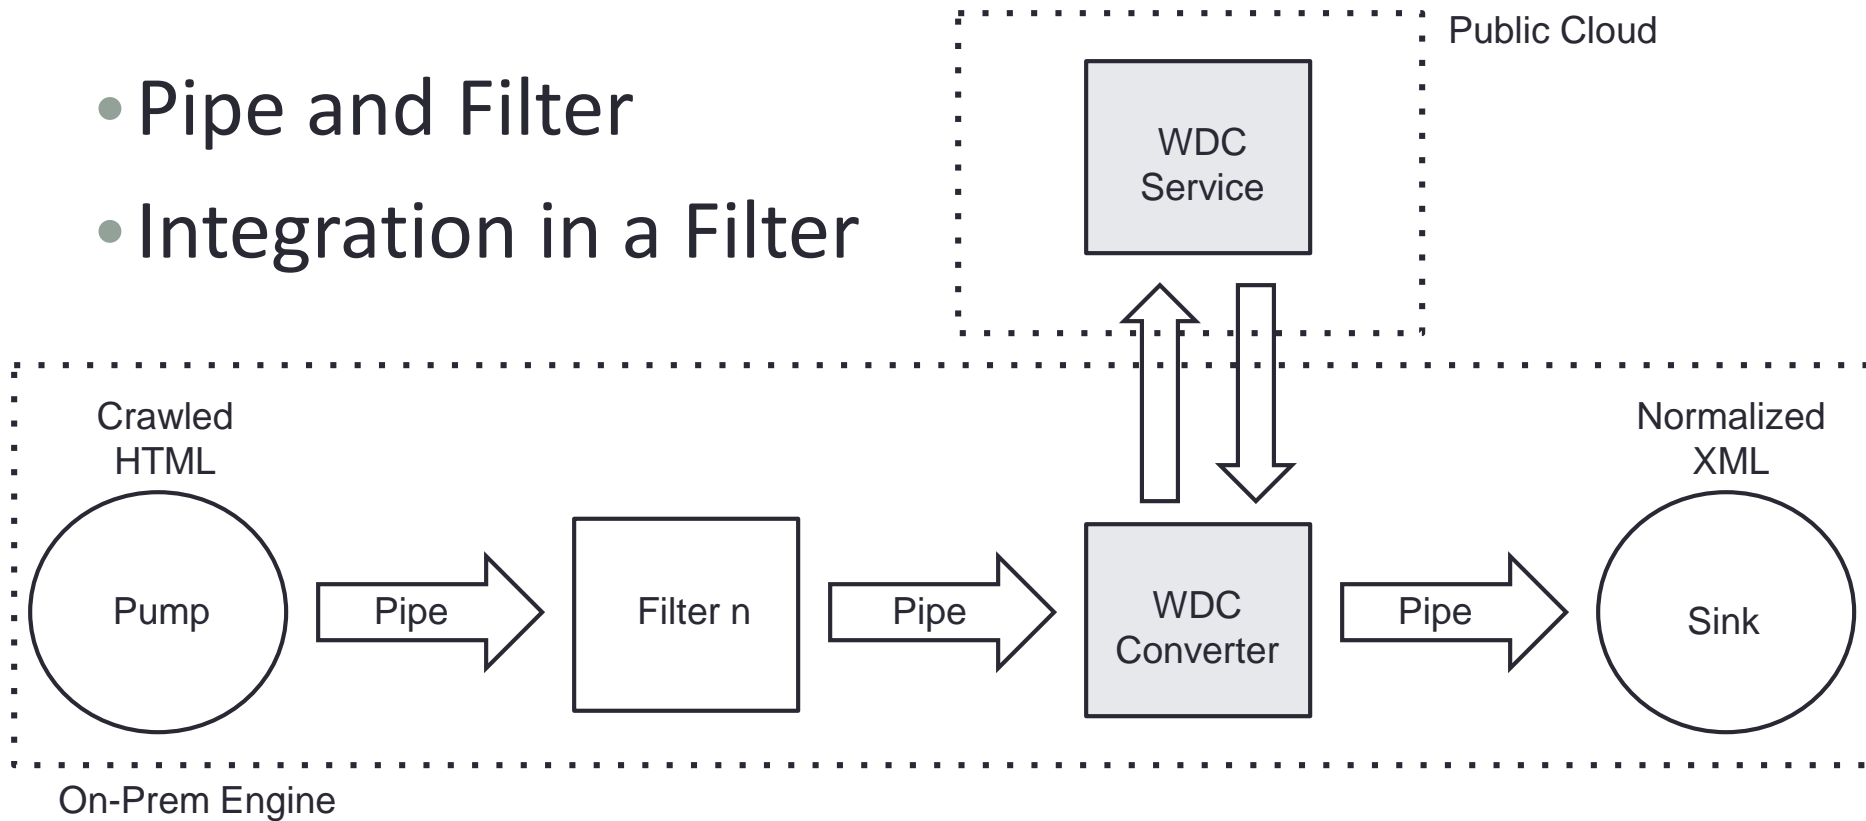 Pipe and Filter
Integration in a Filter
Public Cloud
WDC
Service
Crawled
HTML
Normalized
XML
Pump
Pipe
Filter n
Pipe
WDC
Converter
Pipe
Sink
On-Prem Engine